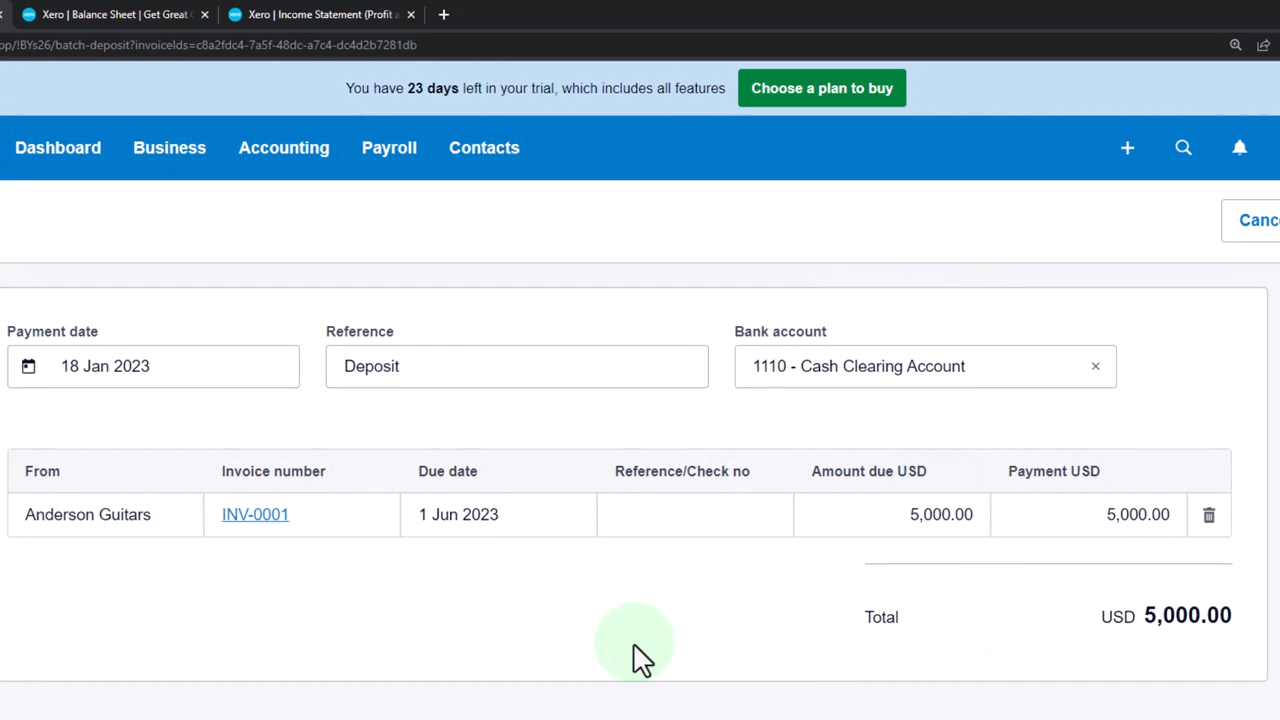 Xero | Balance Sheet | Get Great
Xero | Income Statement (Profit a
pp/!BYs26/batch-deposit?invoiceIds=c8a2fdc4-7a5f-48dc-a7c4-dc4d2b7281db
You have 23 days left in your trial, which includes all features Choose a plan to buy
Dashboard Business Accounting Payroll Contacts
Cance
Payment date Reference Bank account
18 Jan 2023 Deposit 1110 - Cash Clearing Account
From Invoice number Due date Reference/Check no Amount due USD Payment USD
Anderson Guitars INV-0001 1 Jun 2023 5,000.00 5,000.00
Total USD 5,000.00